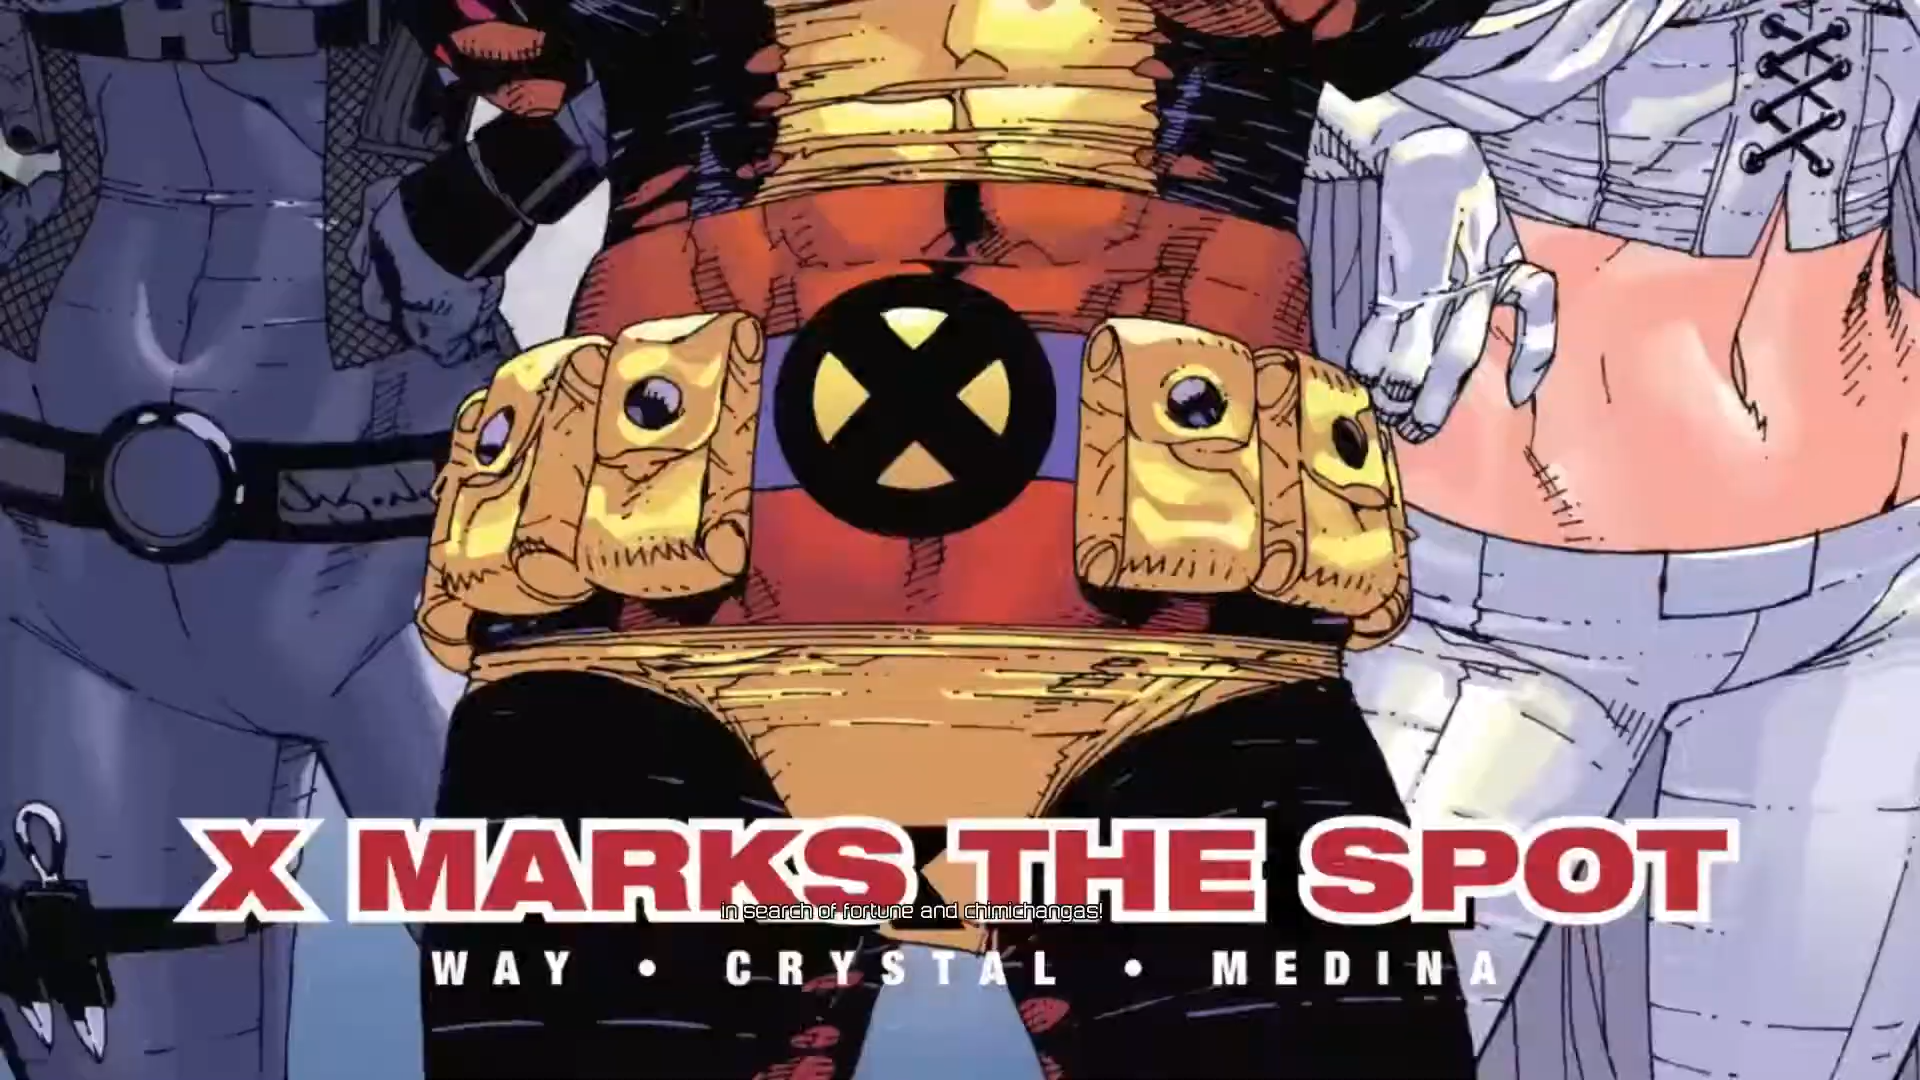 X MARKS THE SPOT
in search of fortune and chimichangas!
WAY • CRYSTAL • MEDINA